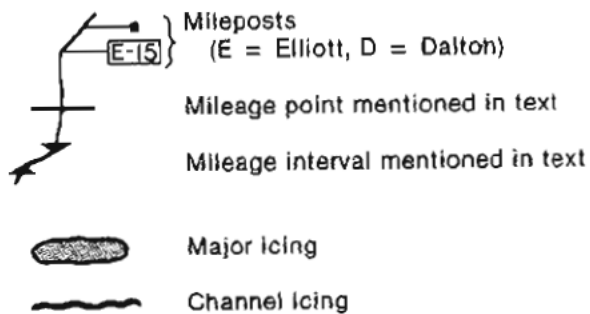 Mileposts
E-15
(E = Elliott, D = Dalton)
Mileage point mentioned in text
Mileage interval mentioned in text
Major icing
Channel icing